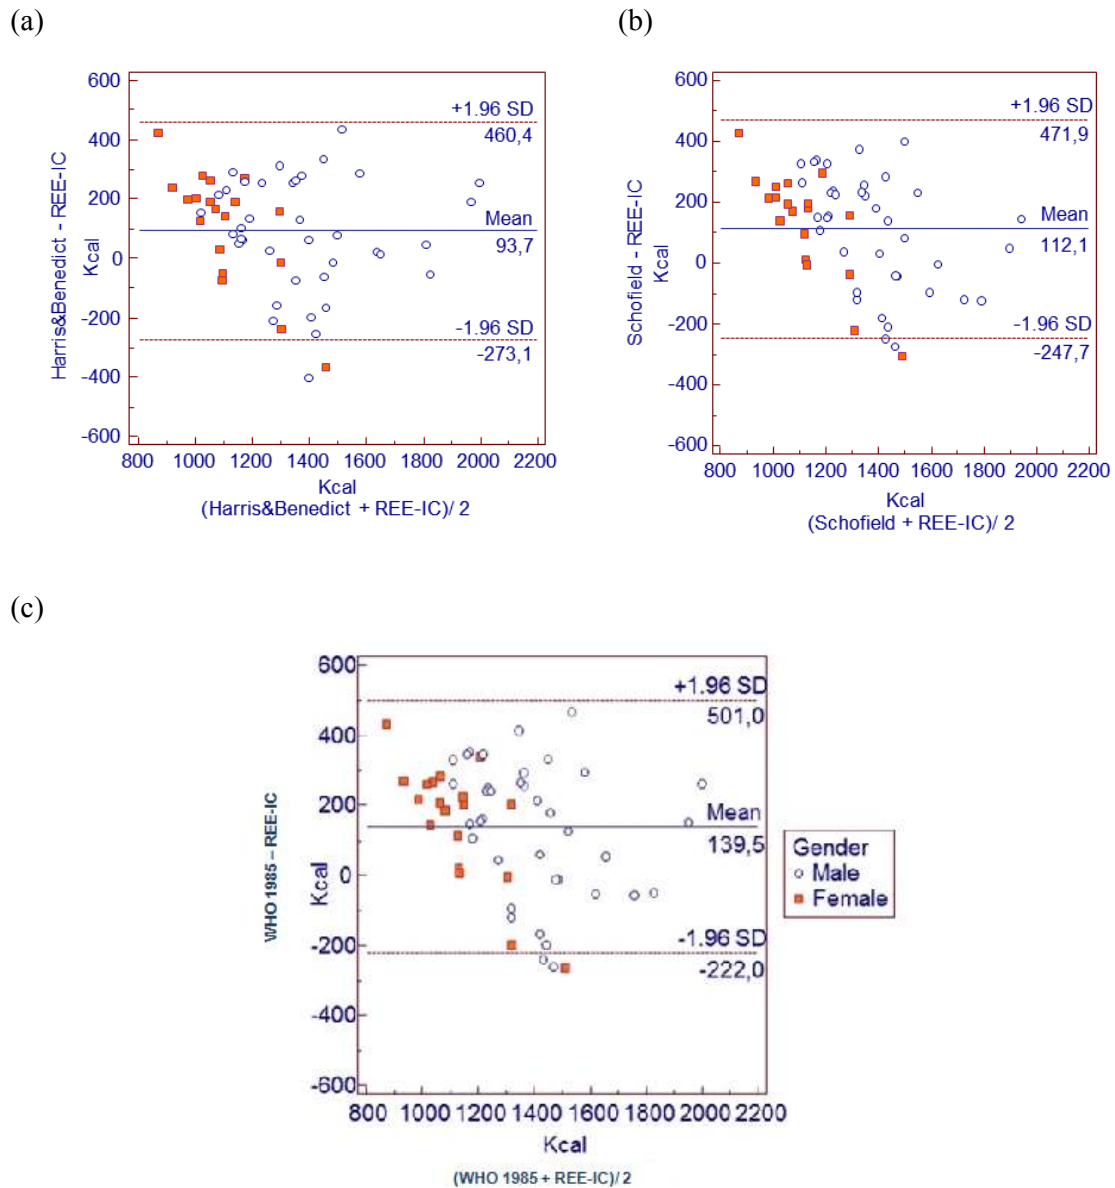 (a)
(b)
600
400
200
0
-200
-400
-600
Harris&Benedict - REE-IC
Kcal
+1.96 SD
460,4
Mean
93,7
-1.96 SD
-273,1
800 1000 1200 1400 1600 1800 2000 2200
Kcal
(Harris&Benedict + REE-IC)/ 2
600
400
200
0
-200
-400
-600
Schofield - REE-IC
Kcal
+1.96 SD
471,9
Mean
112,1
-1.96 SD
-247,7
800 1000 1200 1400 1600 1800 2000 2200
Kcal
(Schofield + REE-IC)/ 2
(c)
600
400
200
0
-200
-400
-600
WHO 1985 – REE-IC
Kcal
+1.96 SD
501,0
Mean
139,5
-1.96 SD
-222,0
800 1000 1200 1400 1600 1800 2000 2200
Kcal
(WHO 1985 + REE-IC)/ 2
Gender
Male
Female